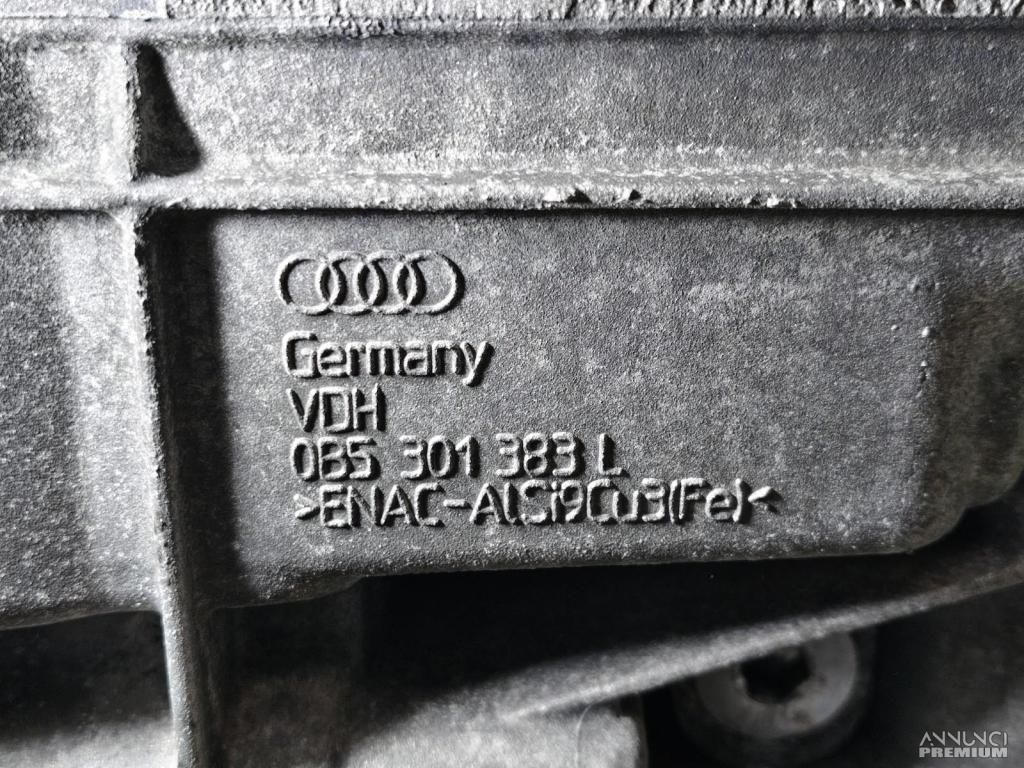 Germany
VDH
0B5 301 383 L
>ENAC-AlSi9Cu3(Fe)<
ANNUNCI
PREMIUM